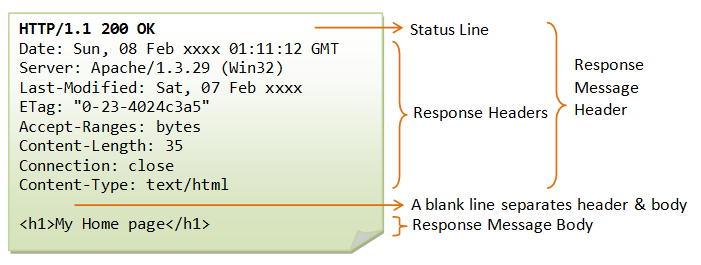 HTTP/1.1 200 OK
Date: Sun, 08 Feb xxxx 01:11:12 GMT
Server: Apache/1.3.29 (Win32)
Last-Modified: Sat, 07 Feb xxxx
ETag: "0-23-4024c3a5"
Accept-Ranges: bytes
Content-Length: 35
Connection: close
Content-Type: text/html
<h1>My Home page</h1>
Status Line
Response Headers
Response
Message
Header
A blank line separates header & body
Response Message Body